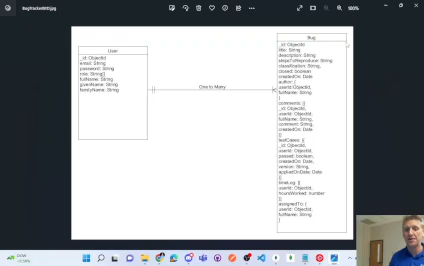 BugTrackerERD.jpg
100%
User
_id: ObjectId
email: String
password: String
role: String[]
fullName: String
givenName: String
familyName: String
One to Many
Bug
_id: ObjectId
title: String
description: String
stepsToReproduce: String
classification: String,
closed: boolean
createdOn: Date
author: {
userId: ObjectId,
fullName: String
}
comments: [{
_id: ObjectId,
userId: ObjectId,
fullName: String,
comment: String,
createdOn: Date
}]
testCases: [{
_id: ObjectId,
userId: ObjectId,
passed: boolean,
createdOn: Date,
version: String,
appliedOnDate: Date
}]
timeLog: [{
userId: ObjectId,
hoursWorked: number
}]
assignedTo: {
userId: ObjectId,
fullName: String
}
DOW